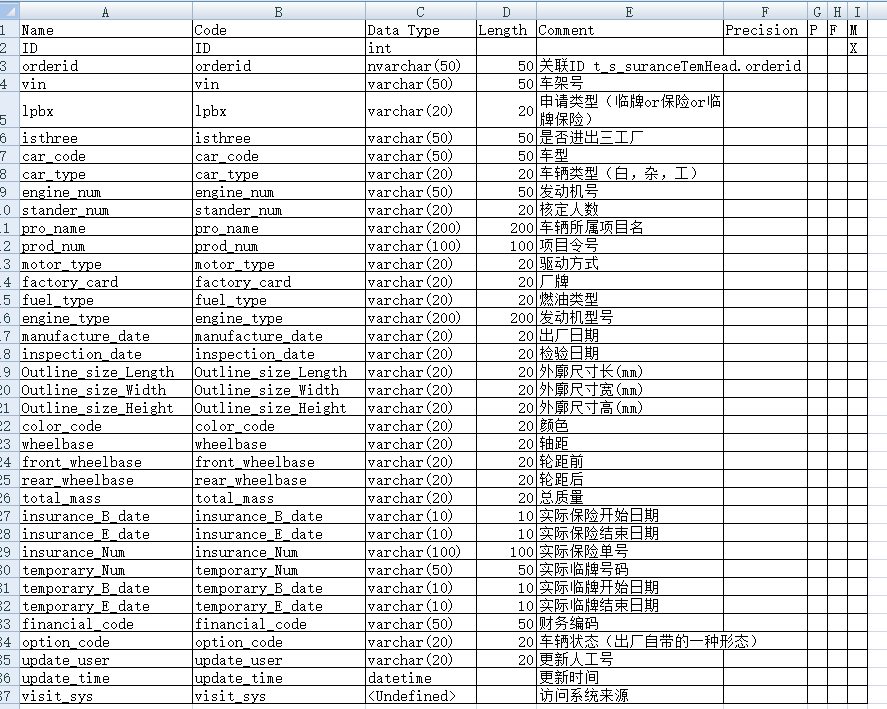 A B C D E F G H I
1 Name Code Data Type Length Comment Precision P F M
2 ID ID int X
3 orderid orderid nvarchar(50) 50 关联ID t_s_suranceTemHead.orderid
4 vin vin varchar(50) 50 车架号
5 lpbx lpbx varchar(20) 20 申请类型（临牌or保险or临
牌保险）
6 isthree isthree varchar(50) 50 是否进出三工厂
7 car_code car_code varchar(50) 50 车型
8 car_type car_type varchar(20) 20 车辆类型（白，杂，工）
9 engine_num engine_num varchar(50) 50 发动机号
10 stander_num stander_num varchar(20) 20 核定人数
11 pro_name pro_name varchar(200) 200 车辆所属项目名
12 prod_num prod_num varchar(100) 100 项目令号
13 motor_type motor_type varchar(20) 20 驱动方式
14 factory_card factory_card varchar(20) 20 厂牌
15 fuel_type fuel_type varchar(20) 20 燃油类型
16 engine_type engine_type varchar(200) 200 发动机型号
17 manufacture_date manufacture_date varchar(20) 20 出厂日期
18 inspection_date inspection_date varchar(20) 20 检验日期
19 Outline_size_Length Outline_size_Length varchar(20) 20 外廓尺寸长(mm)
20 Outline_size_Width Outline_size_Width varchar(20) 20 外廓尺寸宽(mm)
21 Outline_size_Height Outline_size_Height varchar(20) 20 外廓尺寸高(mm)
22 color_code color_code varchar(20) 20 颜色
23 wheelbase wheelbase varchar(20) 20 轴距
24 front_wheelbase front_wheelbase varchar(20) 20 轮距前
25 rear_wheelbase rear_wheelbase varchar(20) 20 轮距后
26 total_mass total_mass varchar(20) 20 总质量
27 insurance_B_date insurance_B_date varchar(10) 10 实际保险开始日期
28 insurance_E_date insurance_E_date varchar(10) 10 实际保险结束日期
29 insurance_Num insurance_Num varchar(100) 100 实际保险单号
30 temporary_Num temporary_Num varchar(50) 50 实际临牌号码
31 temporary_B_date temporary_B_date varchar(10) 10 实际临牌开始日期
32 temporary_E_date temporary_E_date varchar(10) 10 实际临牌结束日期
33 financial_code financial_code varchar(50) 50 财务编码
34 option_code option_code varchar(20) 20 车辆状态（出厂自带的一种形态）
35 update_user update_user varchar(20) 20 更新人工号
36 update_time update_time datetime 更新时间
37 visit_sys visit_sys <Undefined> 访问系统来源